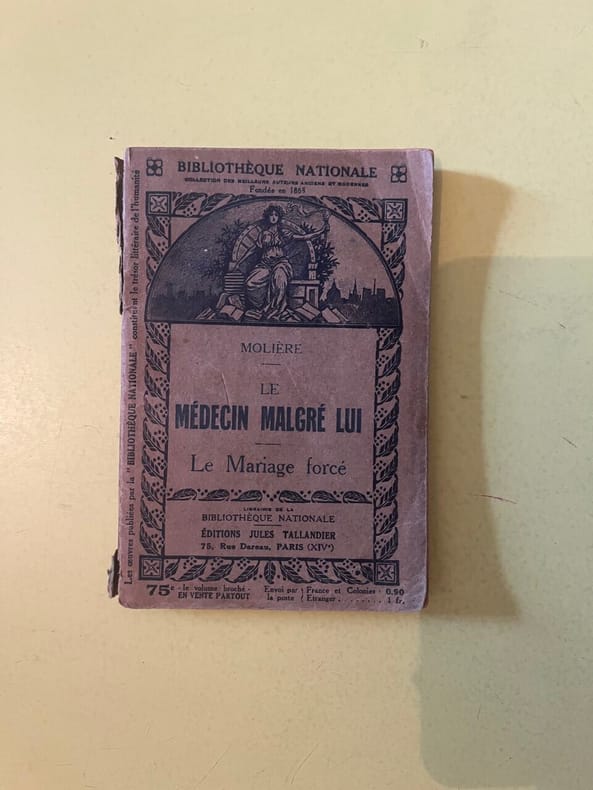 BIBLIOTHÈQUE NATIONALE
COLLECTION DES MEILLEURS AUTEURS ANCIENS ET MODERNES
Fondée en 1863
MOLIÈRE
LE
MÉDECIN MALGRÉ LUI
Le Mariage forcé
LIBRAIRIE DE LA
BIBLIOTHÈQUE NATIONALE
ÉDITIONS JULES TALLANDIER
75, Rue Dareau, PARIS (XIVᵉ)
75ᶜ - le volume broché - EN VENTE PARTOUT
Envoi par la poste { France et Colonies : 0.90
Etranger . . . . . . . . 1 fr.
Les œuvres publiées par la "BIBLIOTHÈQUE NATIONALE" constituent le trésor littéraire de l'humanité